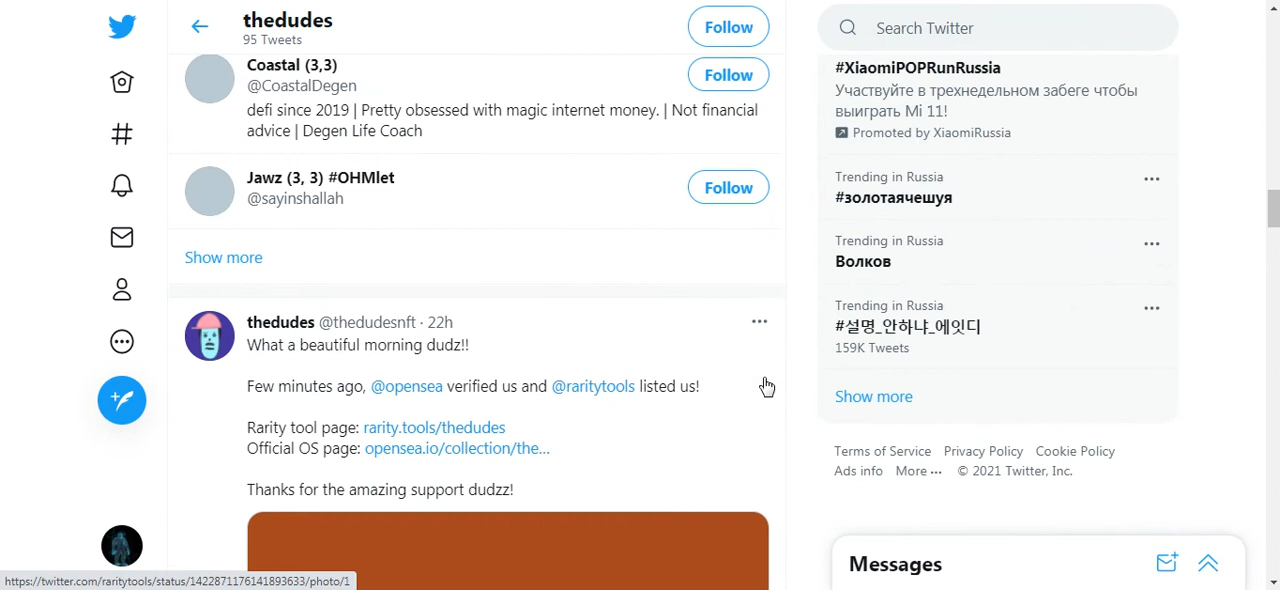 thedudes
95 Tweets
Follow
Coastal (3,3)
@CoastalDegen
Follow
defi since 2019 | Pretty obsessed with magic internet money. | Not financial
advice | Degen Life Coach
Jawz (3, 3) #OHMlet
@sayinshallah
Follow
Show more
thedudes @thedudesnft · 22h
What a beautiful morning dudz!!
Few minutes ago, @opensea verified us and @raritytools listed us!
Rarity tool page: rarity.tools/thedudes
Official OS page: opensea.io/collection/the...
Thanks for the amazing support dudzz!
https://twitter.com/raritytools/status/1422871176141893633/photo/1
Search Twitter
#XiaomiPOPRunRussia
Участвуйте в трехнедельном забеге чтобы
выиграть Mi 11!
Promoted by XiaomiRussia
Trending in Russia
#золотаячешуя
Trending in Russia
Волков
Trending in Russia
#설명_안하냐_에잇디
159K Tweets
Show more
Terms of Service Privacy Policy Cookie Policy
Ads info More ··· © 2021 Twitter, Inc.
Messages